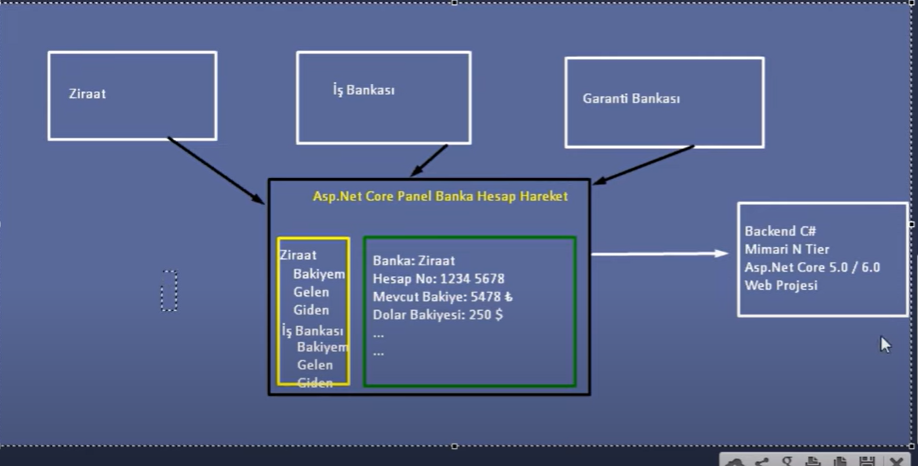 Ziraat
İş Bankası
Garanti Bankası
Asp.Net Core Panel Banka Hesap Hareket
Ziraat
Bakiyem
Gelen
Giden
İş Bankası
Bakiyem
Gelen
Giden
Banka: Ziraat
Hesap No: 1234 5678
Mevcut Bakiye: 5478 ₺
Dolar Bakiyesi: 250 $
...
...
Backend C#
Mimari N Tier
Asp.Net Core 5.0 / 6.0
Web Projesi